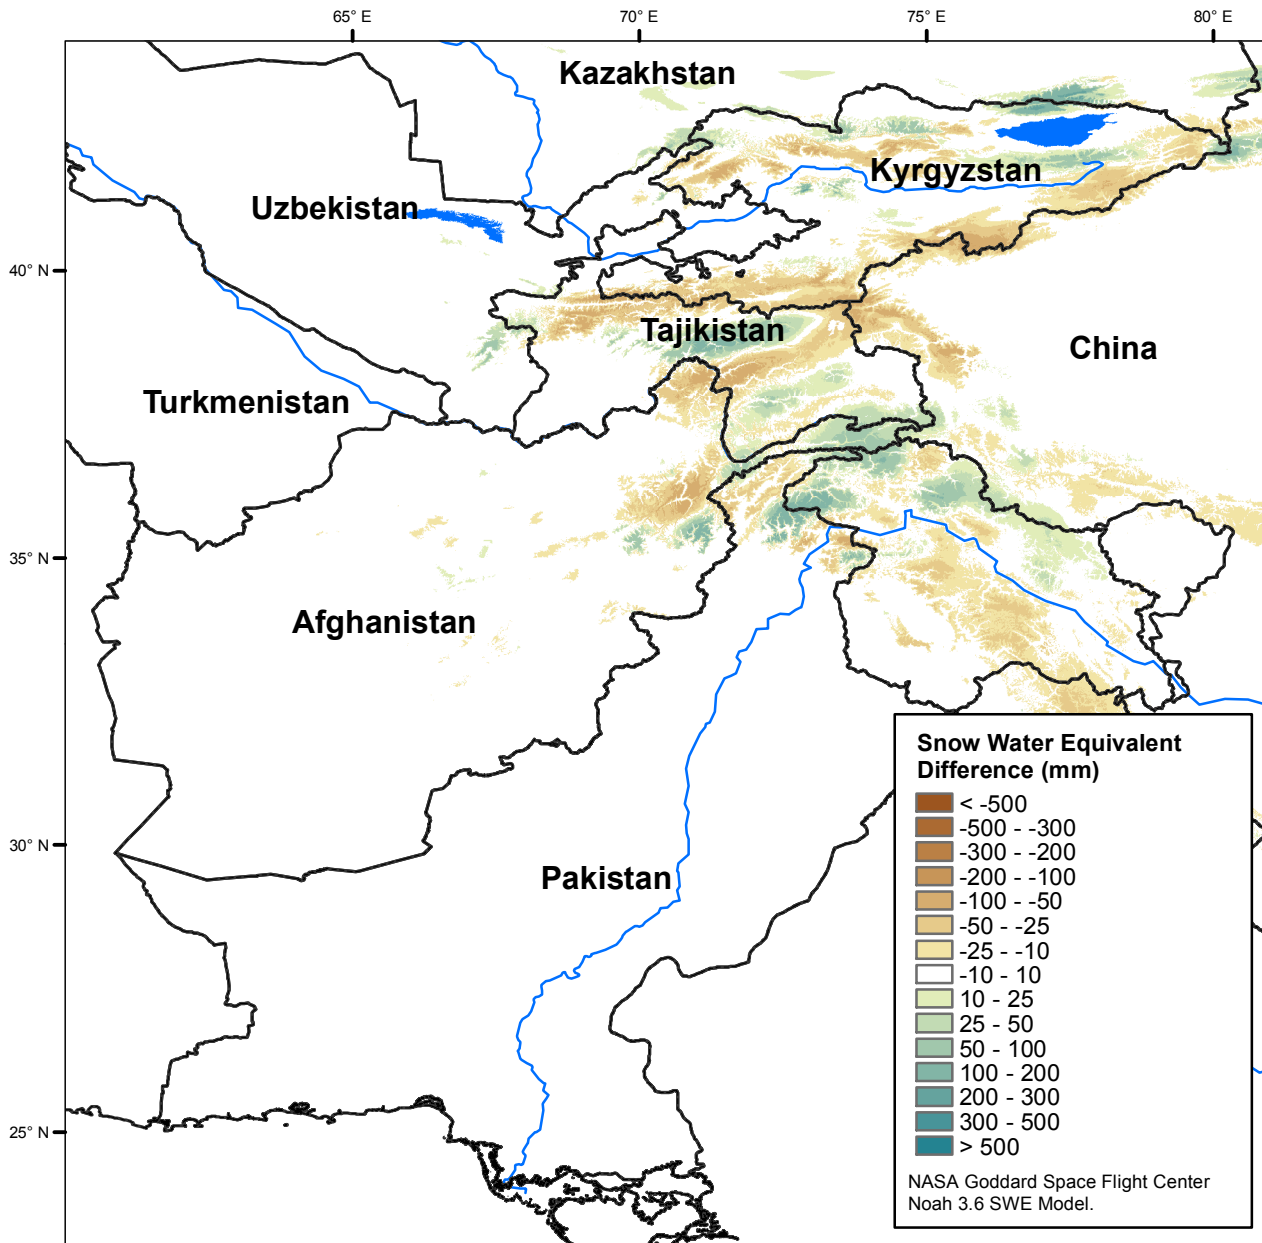 65° E
70° E
75° E
80° E
Kazakhstan
Kyrgyzstan
Uzbekistan
40° N
Tajikistan
China
Turkmenistan
35° N
Afghanistan
30° N
Pakistan
25° N
Snow Water Equivalent
Difference (mm)
< -500
-500 - -300
-300 - -200
-200 - -100
-100 - -50
-50 - -25
-25 - -10
-10 - 10
10 - 25
25 - 50
50 - 100
100 - 200
200 - 300
300 - 500
> 500
NASA Goddard Space Flight Center
Noah 3.6 SWE Model.